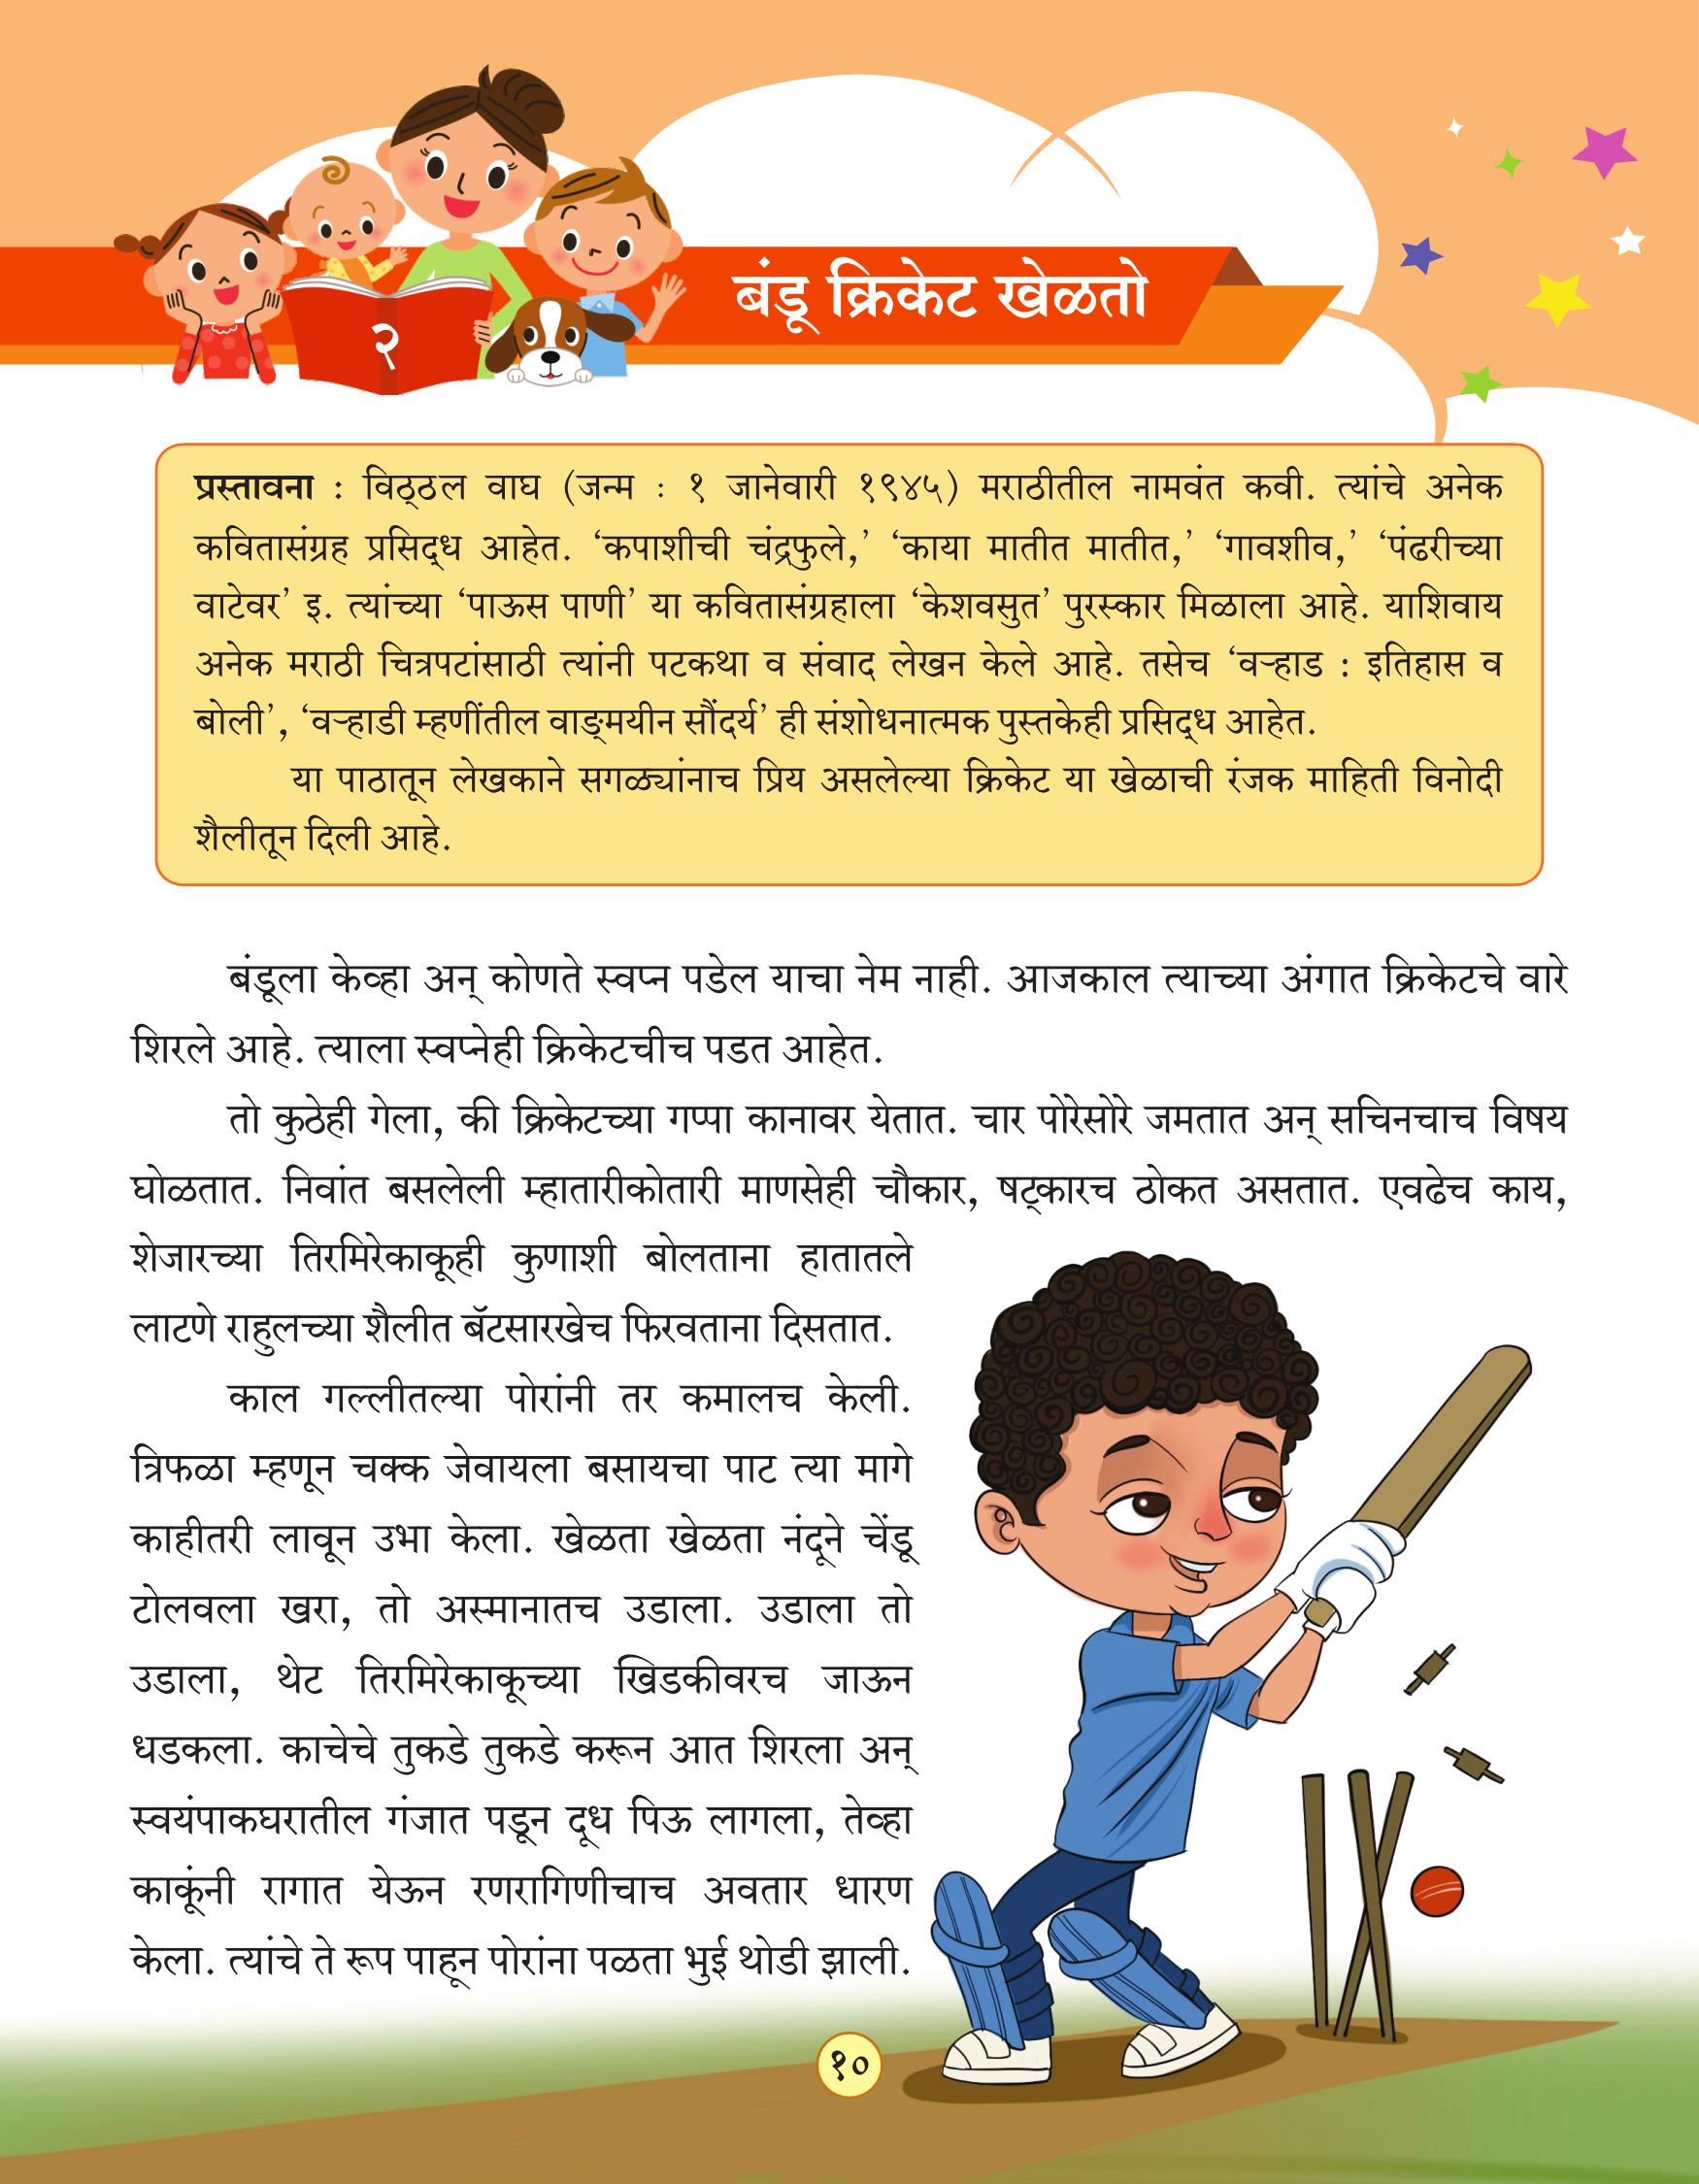 २
बंडू क्रिकेट खेळतो
प्रस्तावना : विठ्ठल वाघ (जन्म : १ जानेवारी १९४५) मराठीतील नामवंत कवी. त्यांचे अनेक
कवितासंग्रह प्रसिद्ध आहेत. ‘कपाशीची चंद्रफुले,’ ‘काया मातीत मातीत,’ ‘गावशीव,’ ‘पंढरीच्या
वाटेवर’ इ. त्यांच्या ‘पाऊस पाणी’ या कवितासंग्रहाला ‘केशवसुत’ पुरस्कार मिळाला आहे. याशिवाय
अनेक मराठी चित्रपटांसाठी त्यांनी पटकथा व संवाद लेखन केले आहे. तसेच ‘वऱ्हाड : इतिहास व
बोली’, ‘वऱ्हाडी म्हणींतील वाङ्मयीन सौंदर्य’ ही संशोधनात्मक पुस्तकेही प्रसिद्ध आहेत.
या पाठातून लेखकाने सगळ्यांनाच प्रिय असलेल्या क्रिकेट या खेळाची रंजक माहिती विनोदी
शैलीतून दिली आहे.
बंडूला केव्हा अन् कोणते स्वप्न पडेल याचा नेम नाही. आजकाल त्याच्या अंगात क्रिकेटचे वारे
शिरले आहे. त्याला स्वप्नेही क्रिकेटचीच पडत आहेत.
तो कुठेही गेला, की क्रिकेटच्या गप्पा कानावर येतात. चार पोरेसोरे जमतात अन् सचिनचाच विषय
घोळतात. निवांत बसलेली म्हातारीकोतारी माणसेही चौकार, षट्कारच ठोकत असतात. एवढेच काय,
शेजारच्या तिरमिरेकाकूही कुणाशी बोलताना हातातले
लाटणे राहुलच्या शैलीत बॅटसारखेच फिरवताना दिसतात.
काल गल्लीतल्या पोरांनी तर कमालच केली.
त्रिफळा म्हणून चक्क जेवायला बसायचा पाट त्या मागे
काहीतरी लावून उभा केला. खेळता खेळता नंदूने चेंडू
टोलवला खरा, तो अस्मानातच उडाला. उडाला तो
उडाला, थेट तिरमिरेकाकूच्या खिडकीवरच जाऊन
धडकला. काचेचे तुकडे तुकडे करून आत शिरला अन्
स्वयंपाकघरातील गंजात पडून दूध पिऊ लागला, तेव्हा
काकूंनी रागात येऊन रणरागिणीचाच अवतार धारण
केला. त्यांचे ते रूप पाहून पोरांना पळता भुई थोडी झाली.
१०